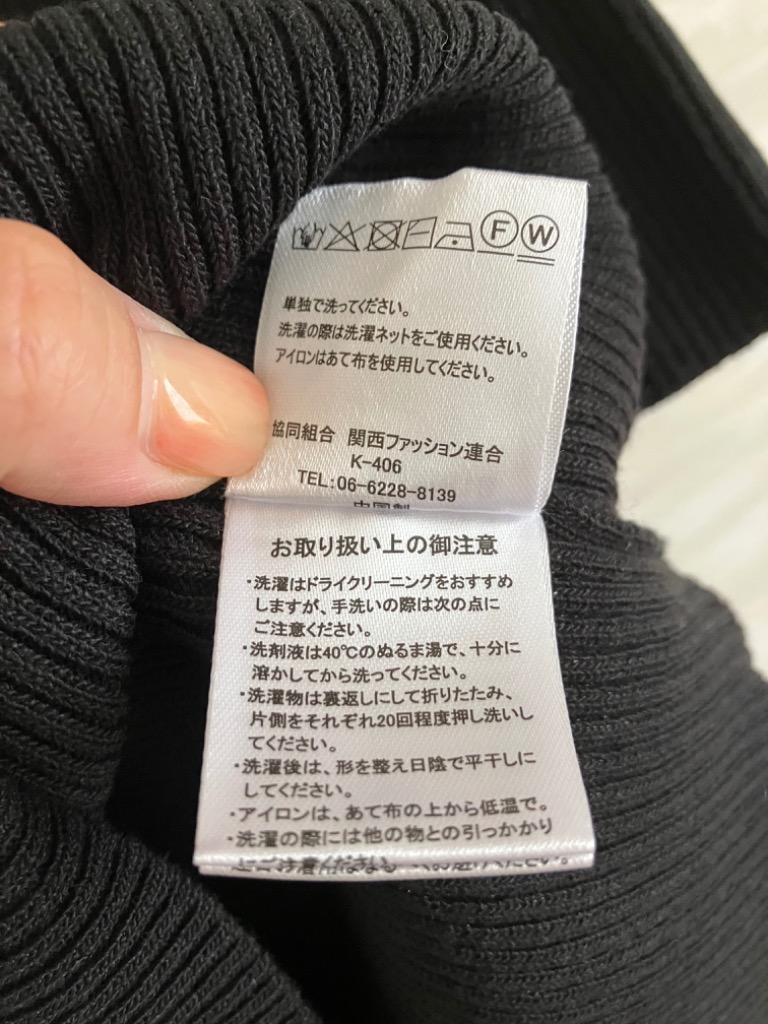 F W
単独で洗ってください。
洗濯の際は洗濯ネットをご使用ください。
アイロンはあて布を使用してください。
協同組合 関西ファッション連合
K-406
TEL:06-6228-8139
中国製
お取り扱い上の御注意
・洗濯はドライクリーニングをおすすめ
しますが、手洗いの際は次の点に
ご注意ください。
・洗剤液は40℃のぬるま湯で、十分に
溶かしてから洗ってください。
・洗濯物は裏返しにして折りたたみ、
片側をそれぞれ20回程度押し洗いし
てください。
・洗濯後は、形を整え日陰で平干しに
してください。
・アイロンは、あて布の上から低温で。
・洗濯の際には他の物との引っかかり
にご注意ください。